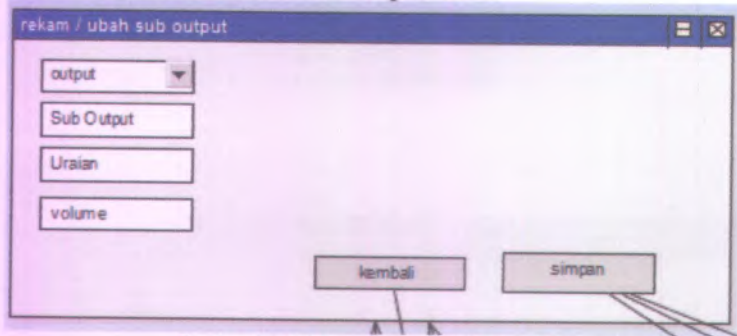 rekam / ubah sub output
output
Sub Output
Uraian
volume
kembali
simpan